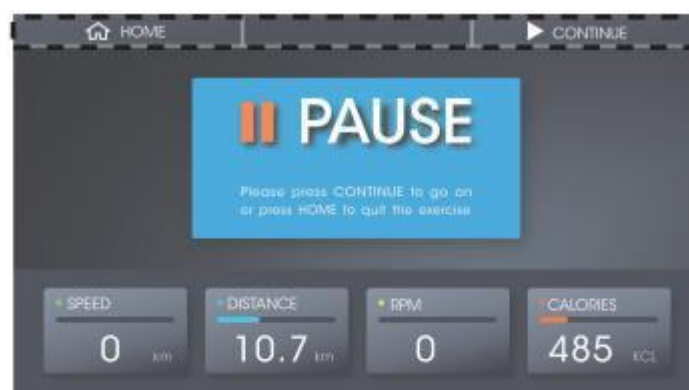 HOME
CONTINUE
PAUSE
Please press CONTINUE to go on
or press HOME to quit the exercise
SPEED
DISTANCE
RPM
CALORIES
0 km
10.7 km
0
485 KCL